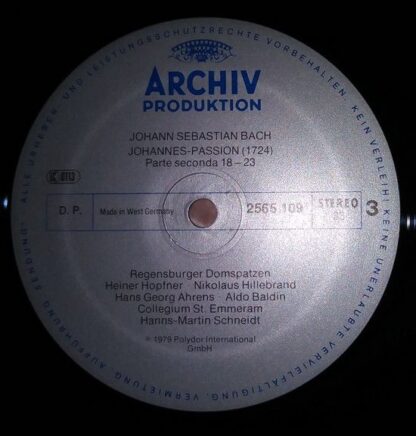 ALLE URHEBER- UND LEISTUNGSSCHUTZRECHTE VORBEHALTEN. KEIN VERLEIH! KEINE UNERLAUBTE VERVIELFÄLTIGUNG, VERMIETUNG, AUFFÜHRUNG, SENDUNG!
ARCHIV
PRODUKTION
JOHANN SEBASTIAN BACH
JOHANNES-PASSION (1724)
Parte seconda 18 – 23
D. P. Made in West Germany 2565 109 STEREO 3
33
Regensburger Domspatzen
Heiner Hopfner · Nikolaus Hillebrand
Hans Georg Ahrens · Aldo Baldin
Collegium St. Emmeram
Hanns-Martin Schneidt
℗ 1979 Polydor International
GmbH